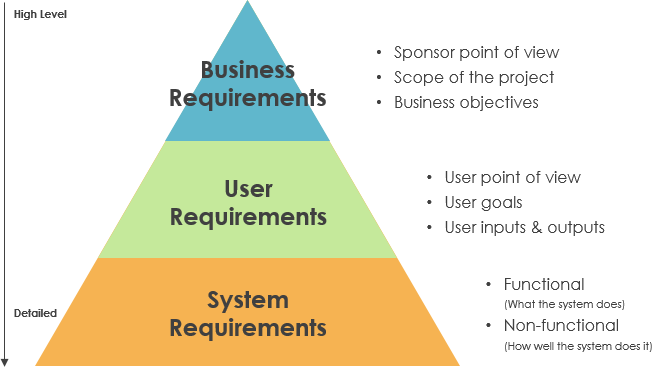 High Level
Business
Requirements
• Sponsor point of view
• Scope of the project
• Business objectives
User
Requirements
• User point of view
• User goals
• User inputs & outputs
System
Requirements
• Functional
(What the system does)
• Non-functional
(How well the system does it)
Detailed